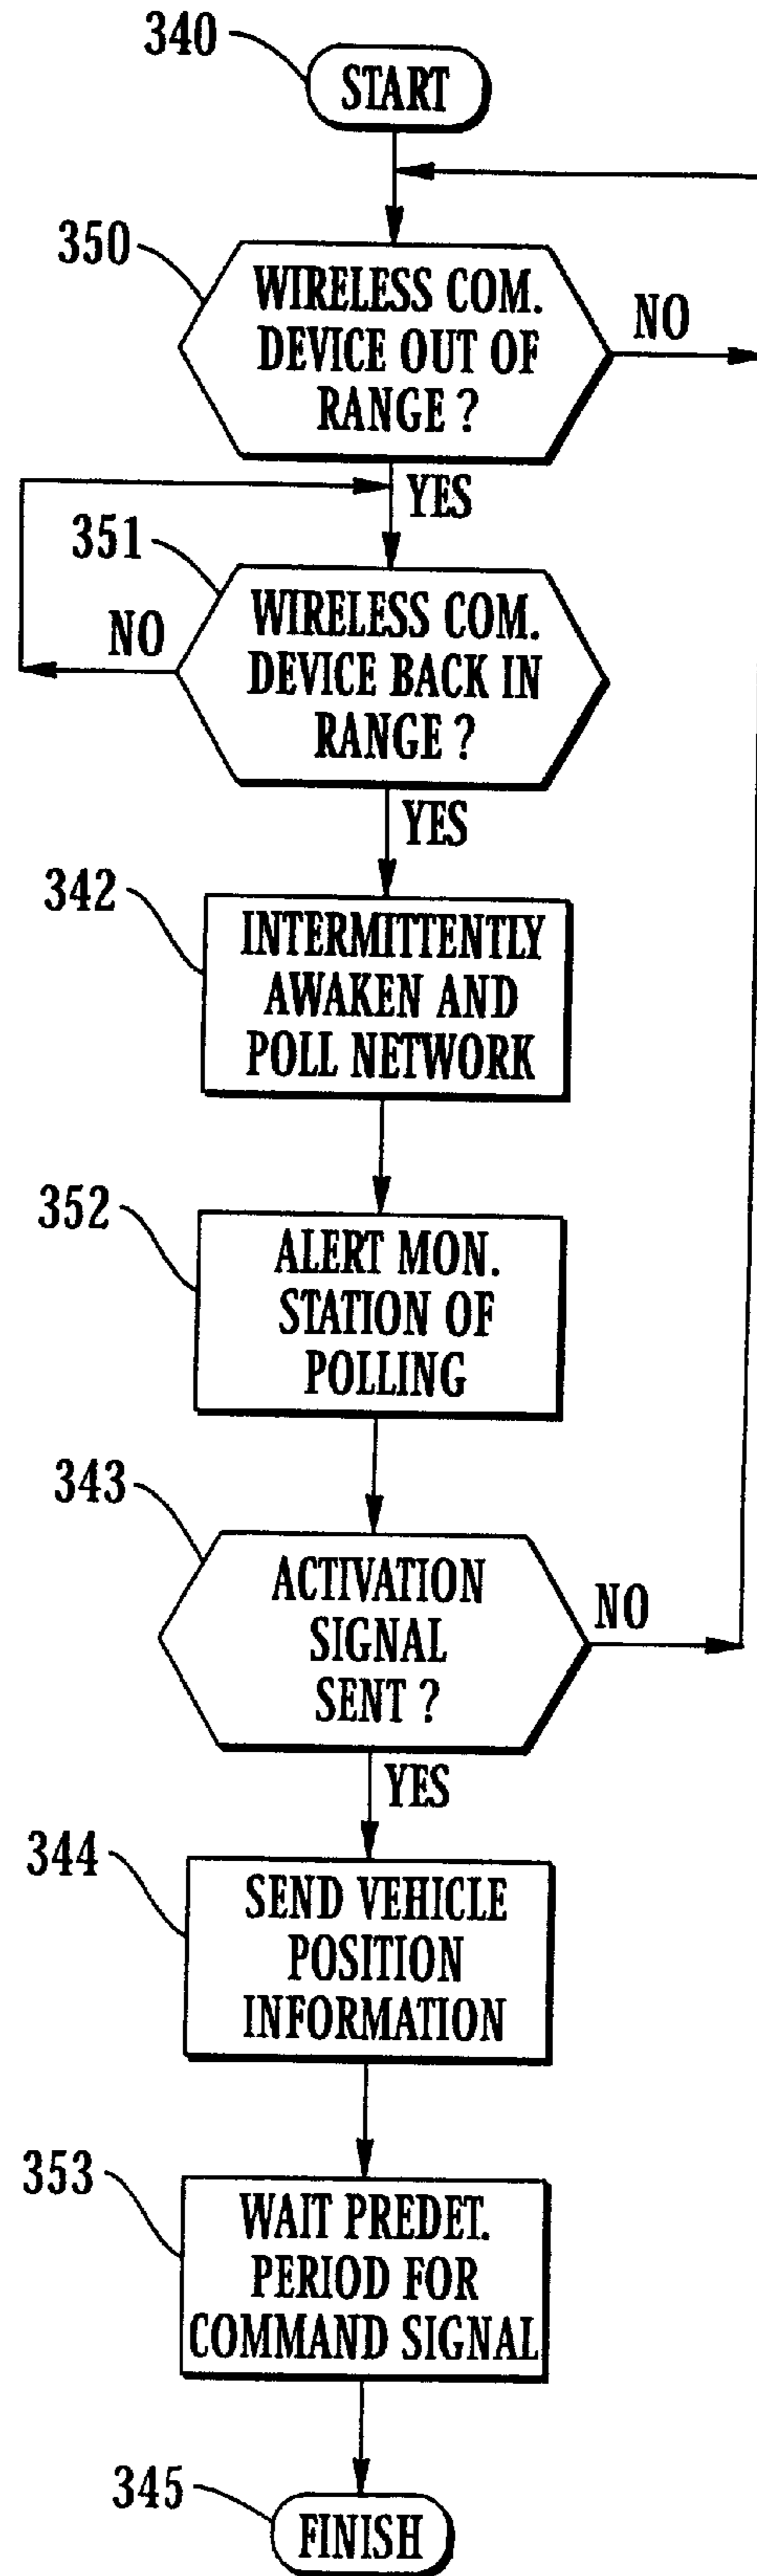 340
START
350
WIRELESS COM.
DEVICE OUT OF
RANGE ?
NO
YES
351
NO
WIRELESS COM.
DEVICE BACK IN
RANGE ?
YES
342
INTERMITTENTLY
AWAKEN AND
POLL NETWORK
352
ALERT MON.
STATION OF
POLLING
343
ACTIVATION
SIGNAL
SENT ?
NO
YES
344
SEND VEHICLE
POSITION
INFORMATION
353
WAIT PREDET.
PERIOD FOR
COMMAND SIGNAL
345
FINISH